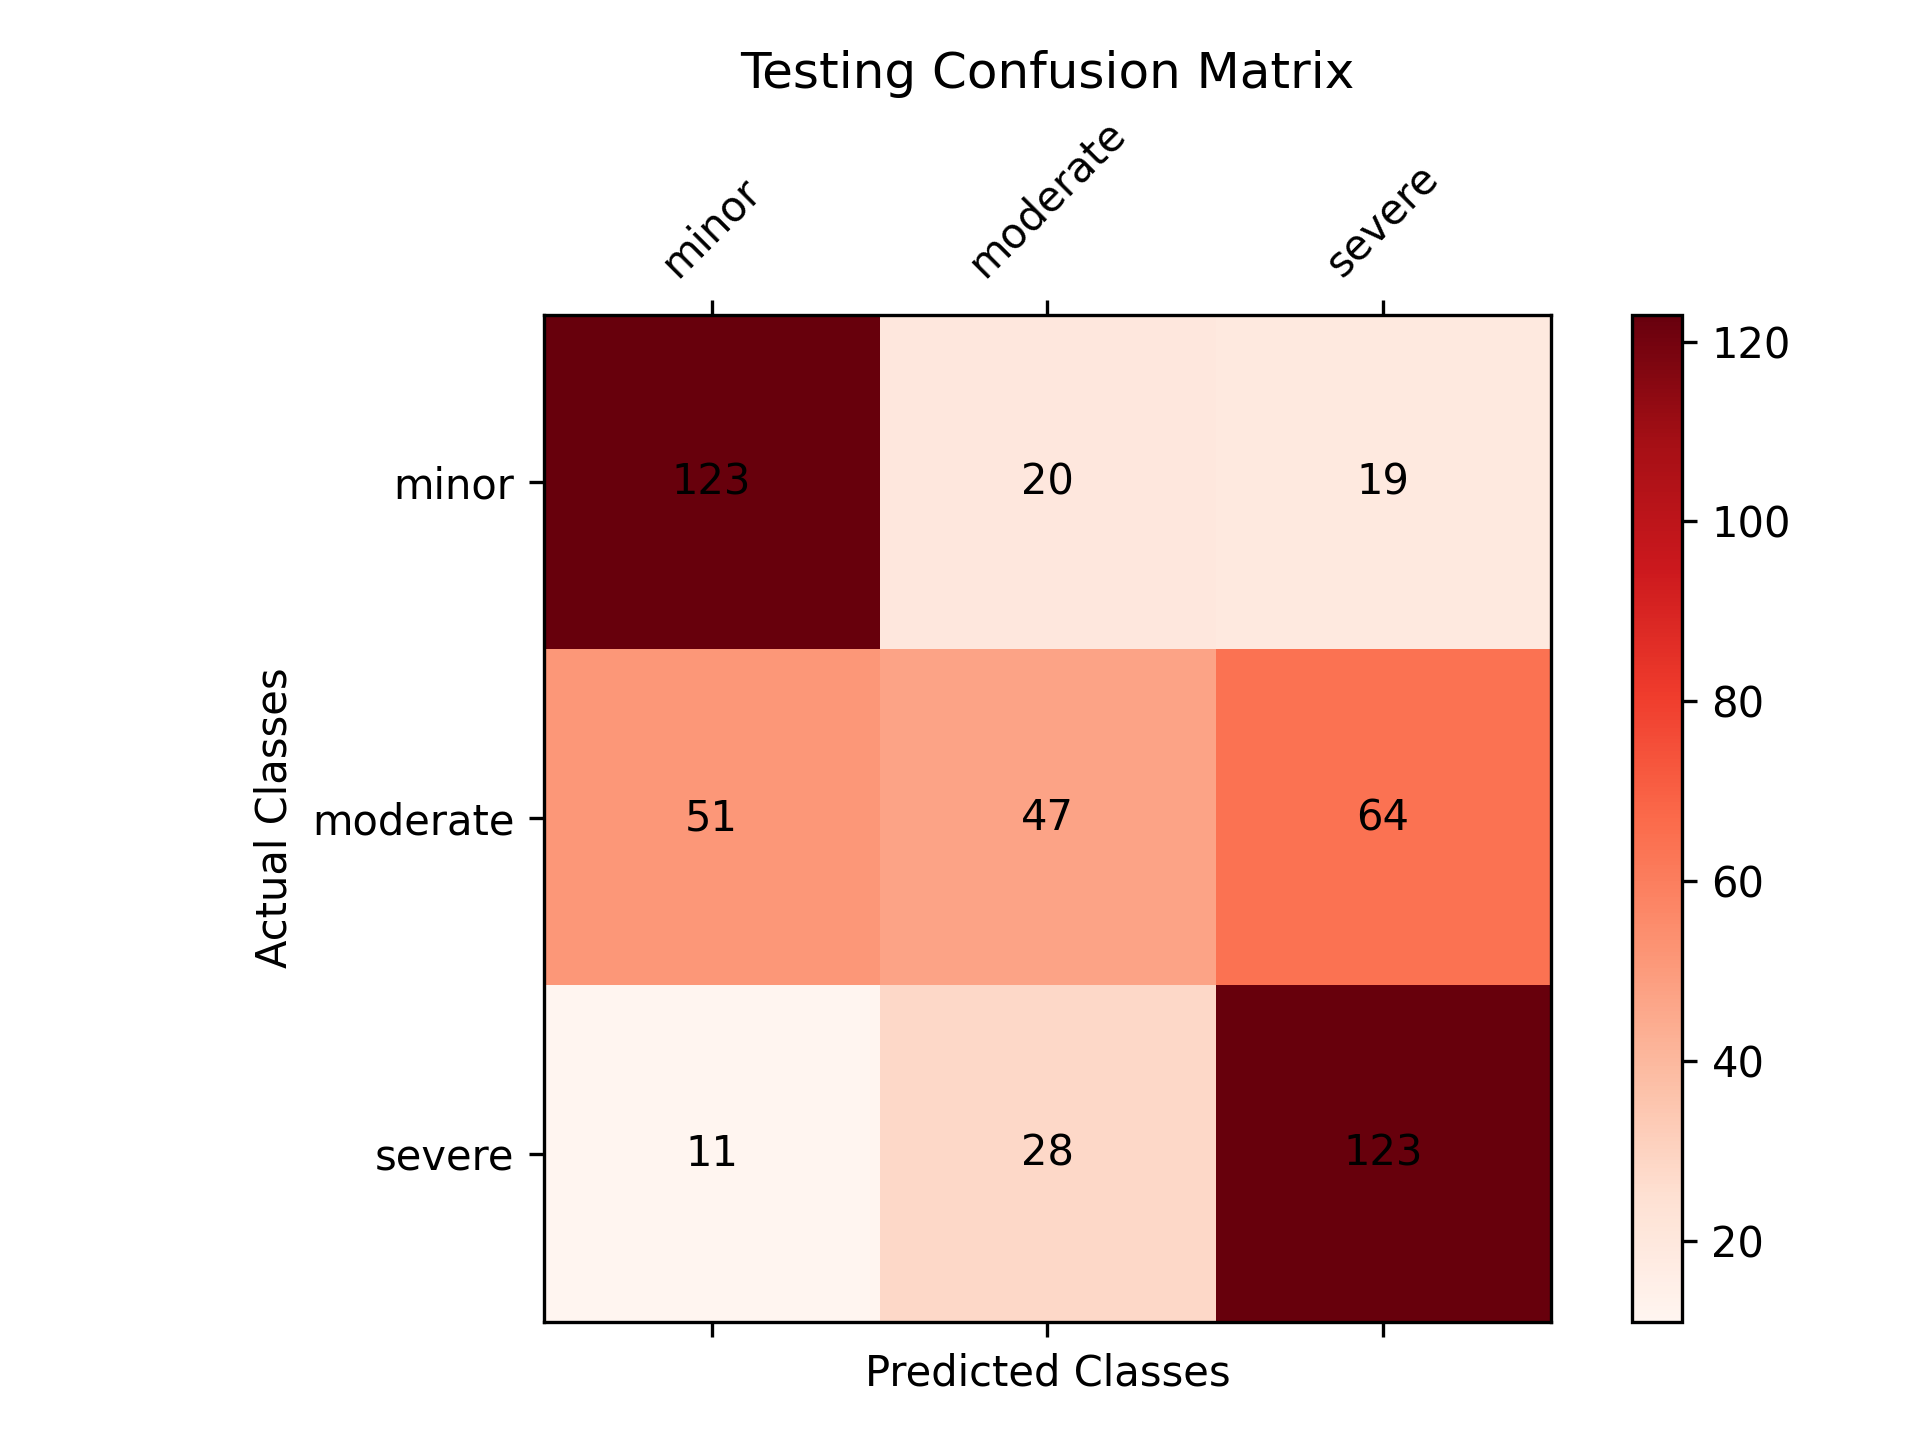 Testing Confusion Matrix
minor moderate severe
minor 123 20 19
moderate 51 47 64
severe 11 28 123
Actual Classes
Predicted Classes
120
100
80
60
40
20